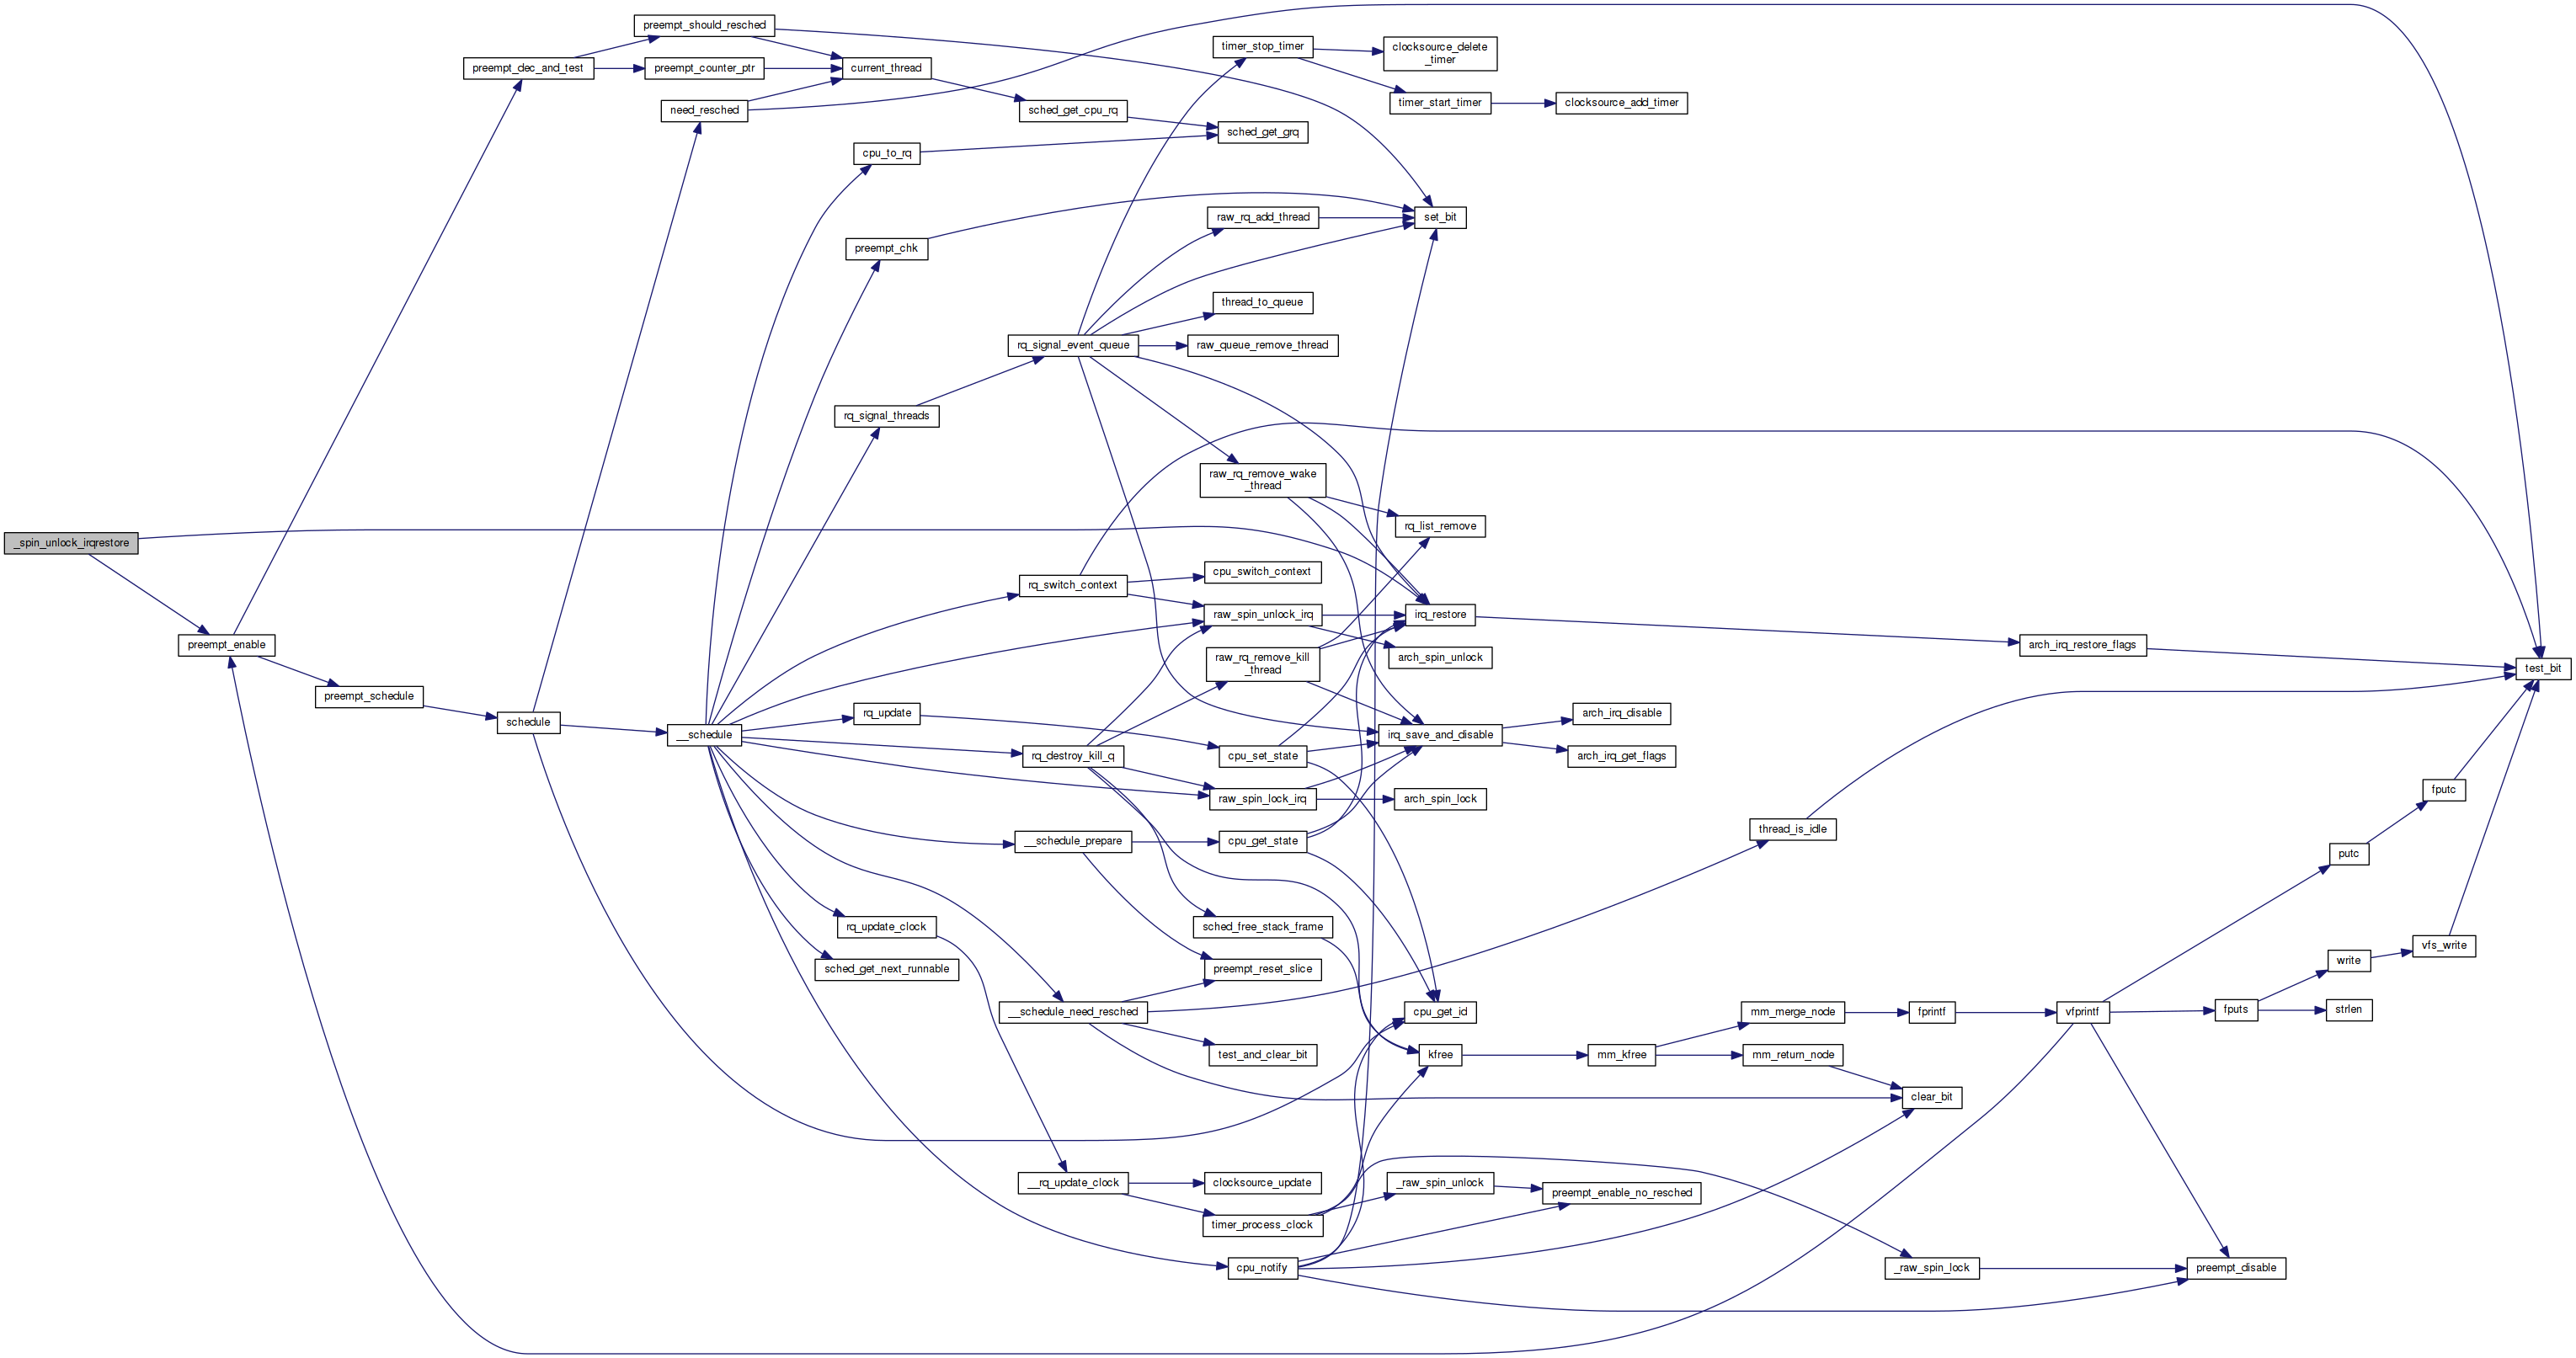 preempt_should_resched
timer_stop_timer
clocksource_delete
_timer
preempt_dec_and_test
preempt_counter_ptr
current_thread
need_resched
sched_get_cpu_rq
timer_start_timer
clocksource_add_timer
sched_get_grq
cpu_to_rq
preempt_chk
raw_rq_add_thread
set_bit
thread_to_queue
rq_signal_event_queue
raw_queue_remove_thread
rq_signal_threads
raw_rq_remove_wake
_thread
rq_list_remove
_spin_unlock_irqrestore
rq_switch_context
cpu_switch_context
raw_spin_unlock_irq
irq_restore
preempt_enable
raw_rq_remove_kill
_thread
arch_spin_unlock
arch_irq_restore_flags
test_bit
preempt_schedule
schedule
__schedule
rq_update
rq_destroy_kill_q
cpu_set_state
irq_save_and_disable
arch_irq_disable
arch_irq_get_flags
raw_spin_lock_irq
arch_spin_lock
fputc
__schedule_prepare
cpu_get_state
thread_is_idle
putc
rq_update_clock
sched_free_stack_frame
sched_get_next_runnable
preempt_reset_slice
write
vfs_write
__schedule_need_resched
cpu_get_id
mm_merge_node
fprintf
vfprintf
fputs
strlen
test_and_clear_bit
kfree
mm_kfree
mm_return_node
clear_bit
__rq_update_clock
clocksource_update
_raw_spin_unlock
preempt_enable_no_resched
timer_process_clock
cpu_notify
_raw_spin_lock
preempt_disable